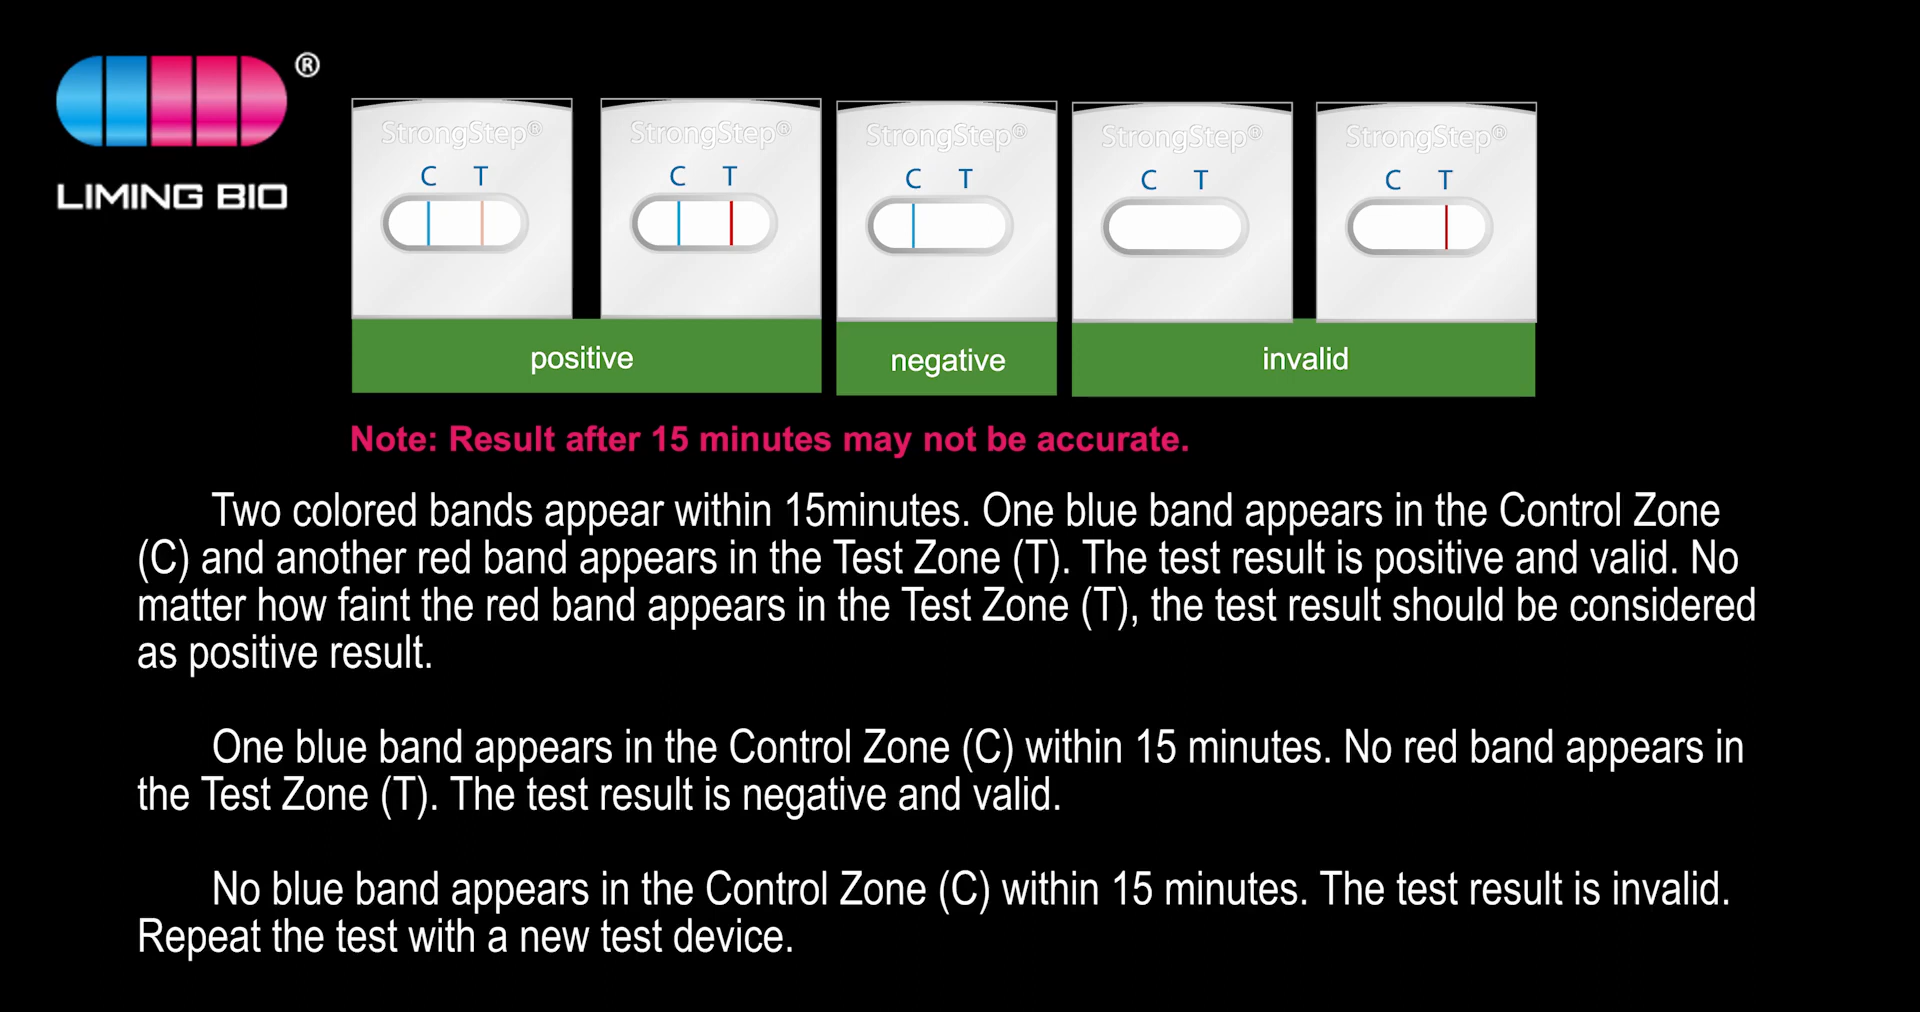 ®
LIMING BIO
StrongStep®
C T
StrongStep®
C T
StrongStep®
C T
StrongStep®
C T
StrongStep®
C T
positive
negative
invalid
Note: Result after 15 minutes may not be accurate.
Two colored bands appear within 15minutes. One blue band appears in the Control Zone
(C) and another red band appears in the Test Zone (T). The test result is positive and valid. No
matter how faint the red band appears in the Test Zone (T), the test result should be considered
as positive result.
One blue band appears in the Control Zone (C) within 15 minutes. No red band appears in
the Test Zone (T). The test result is negative and valid.
No blue band appears in the Control Zone (C) within 15 minutes. The test result is invalid.
Repeat the test with a new test device.